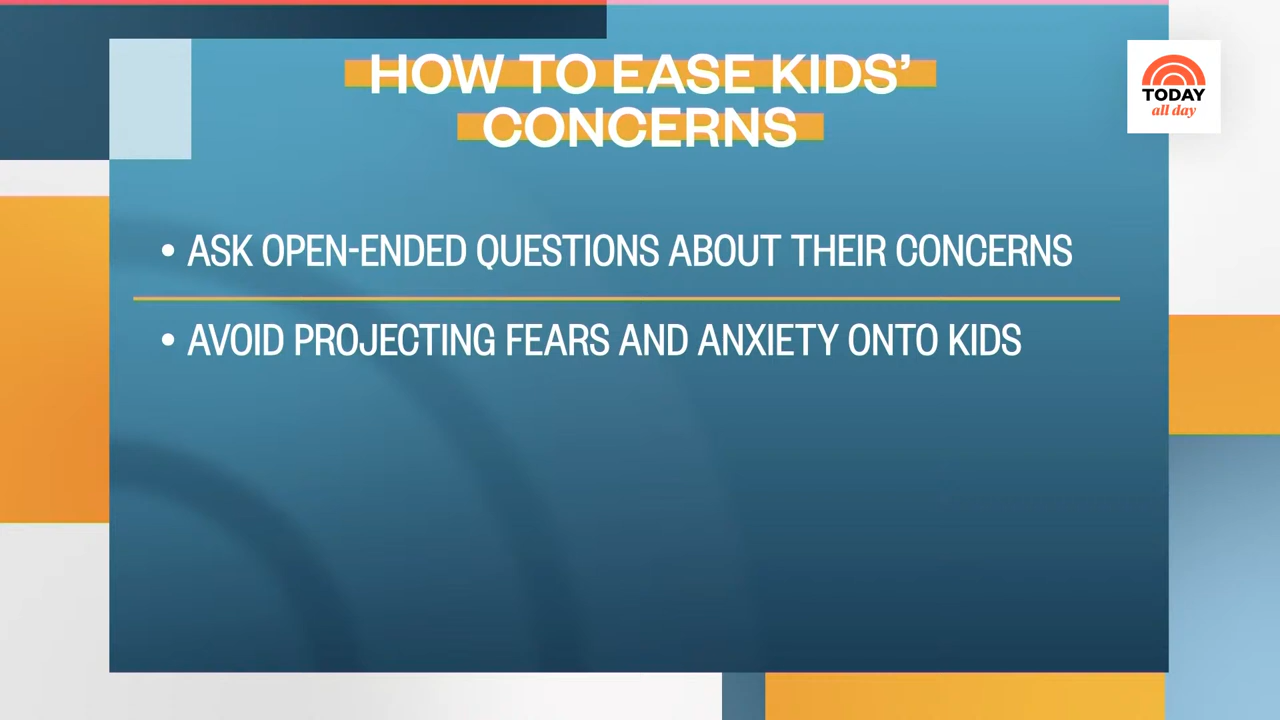 HOW TO EASE KIDS’
CONCERNS
TODAY
all day
• ASK OPEN-ENDED QUESTIONS ABOUT THEIR CONCERNS
• AVOID PROJECTING FEARS AND ANXIETY ONTO KIDS